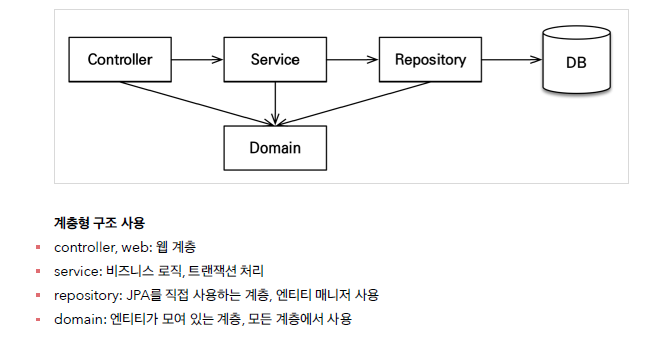 Controller
Service
Repository
DB
Domain
계층형 구조 사용
controller, web: 웹 계층
service: 비즈니스 로직, 트랜잭션 처리
repository: JPA를 직접 사용하는 계층, 엔티티 매니저 사용
domain: 엔티티가 모여 있는 계층, 모든 계층에서 사용